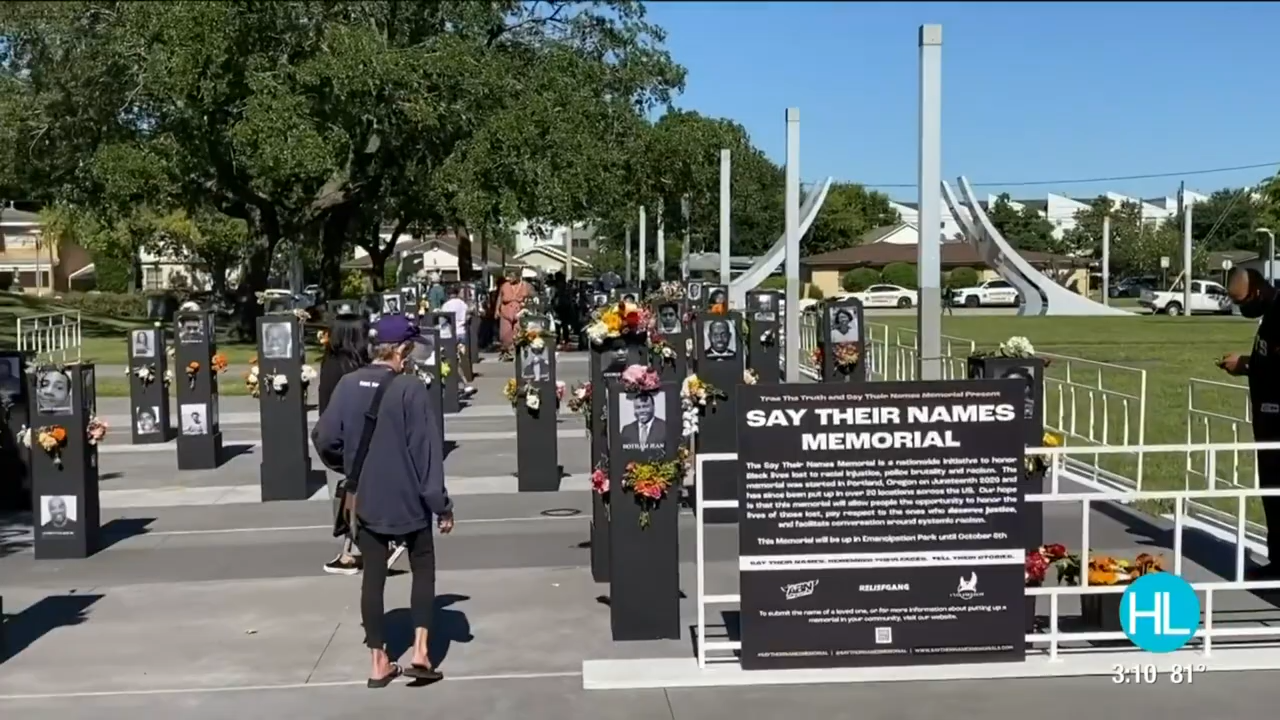 Trae Tha Truth and Say Their Names Memorial Present
SAY THEIR NAMES
MEMORIAL
The Say Their Names Memorial is a nationwide initiative to honor
Black lives lost to racial injustice, police brutality and racism. The
memorial was started in Portland, Oregon on Juneteenth 2020 and
has since been put up in over 20 locations across the US. Our hope
is that this memorial will allow people the opportunity to honor the
lives of those lost, pay respect to the ones who deserve justice,
and facilitate conversation around systemic racism.
This Memorial will be up in Emancipation Park until October 6th
SAY THEIR NAMES. REMEMBER THEIR FACES. TELL THEIR STORIES.
RELIEFGANG
To submit the name of a loved one, or for more information about putting up a
memorial in your community, visit our website.
BOTHAM JEAN
HL
3:10 81°